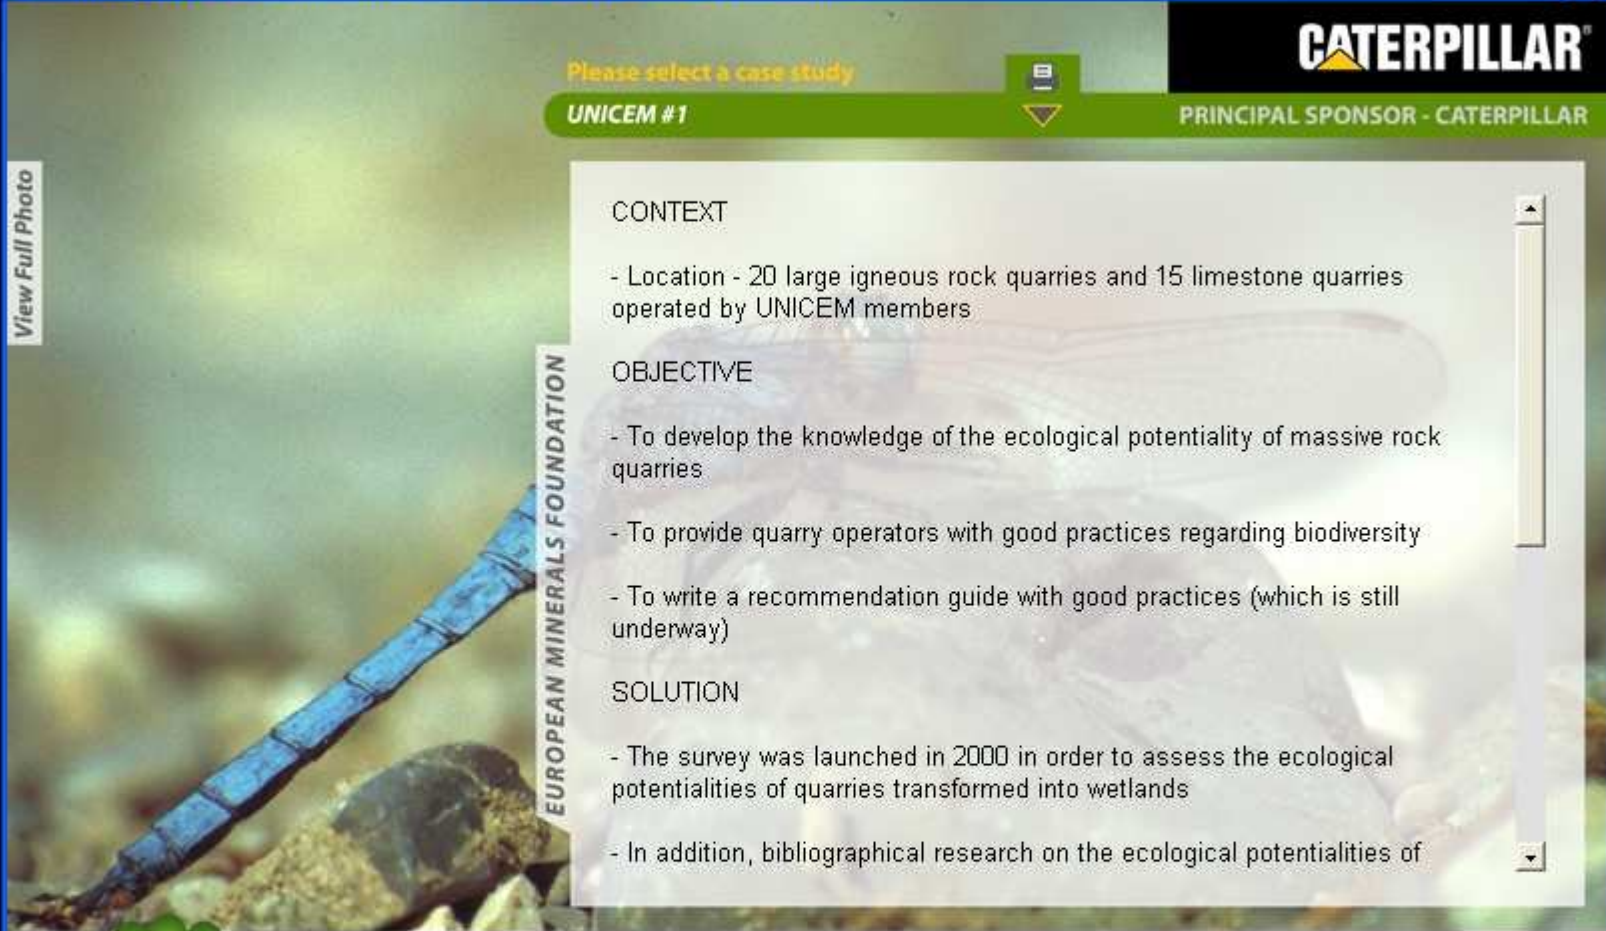 CATERPILLAR®
Please select a case study
UNICEM #1
PRINCIPAL SPONSOR - CATERPILLAR
View Full Photo
EUROPEAN MINERALS FOUNDATION
CONTEXT
- Location - 20 large igneous rock quarries and 15 limestone quarries
operated by UNICEM members
OBJECTIVE
- To develop the knowledge of the ecological potentiality of massive rock
quarries
- To provide quarry operators with good practices regarding biodiversity
- To write a recommendation guide with good practices (which is still
underway)
SOLUTION
- The survey was launched in 2000 in order to assess the ecological
potentialities of quarries transformed into wetlands
- In addition, bibliographical research on the ecological potentialities of